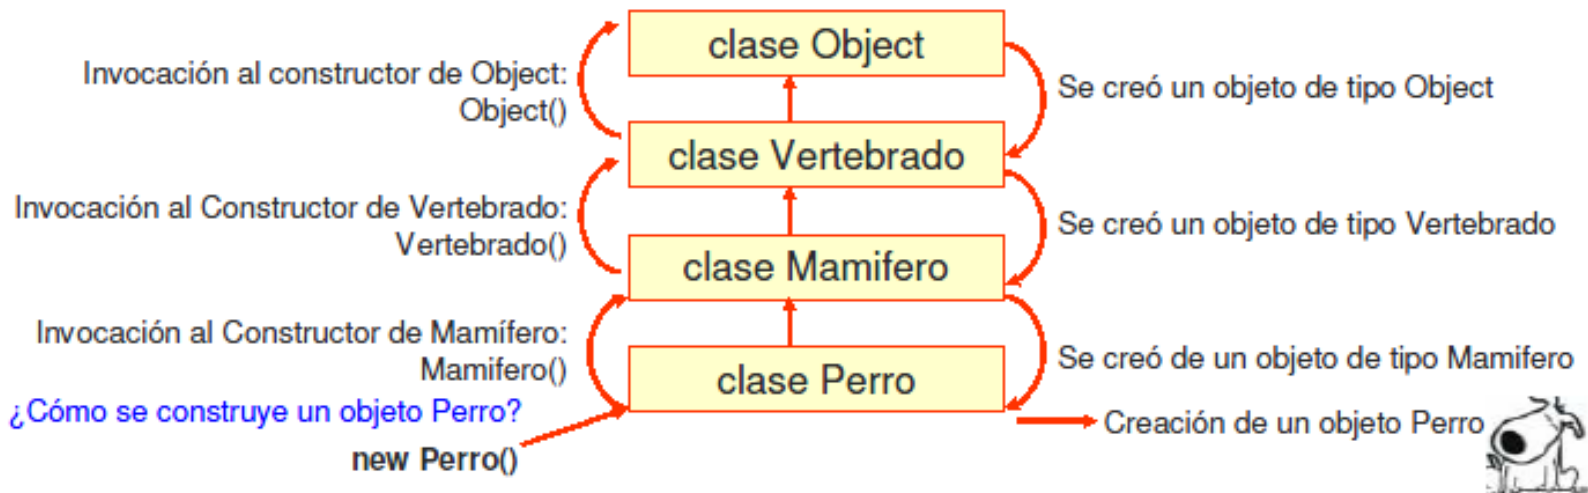 clase Object
Invocación al constructor de Object:
Object()
Se creó un objeto de tipo Object
clase Vertebrado
Invocación al Constructor de Vertebrado:
Vertebrado()
Se creó un objeto de tipo Vertebrado
clase Mamifero
Invocación al Constructor de Mamífero:
Mamifero()
Se creó de un objeto de tipo Mamifero
clase Perro
¿Cómo se construye un objeto Perro?
new Perro()
Creación de un objeto Perro